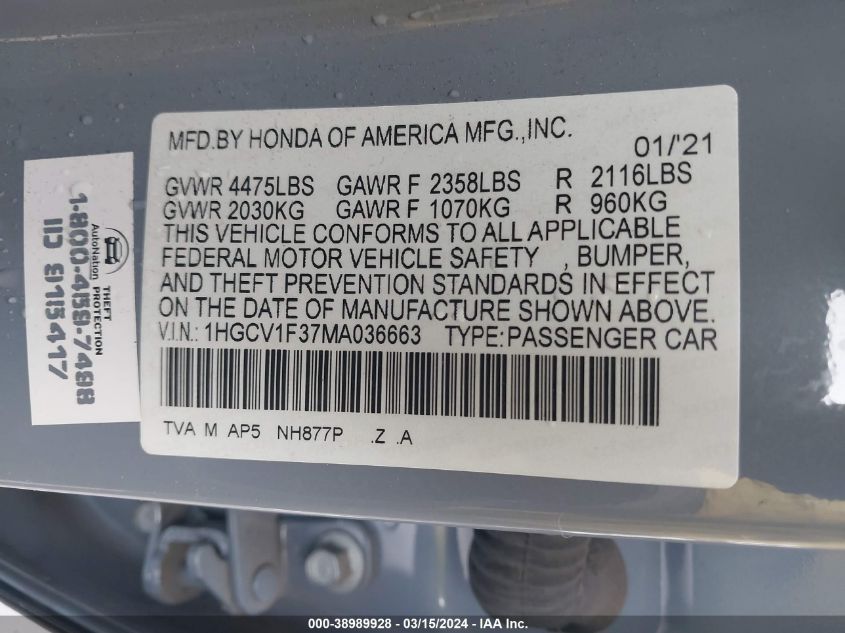 MFD.BY HONDA OF AMERICA MFG.,INC.
01/'21
GVWR 4475LBS GAWR F 2358LBS R 2116LBS
GVWR 2030KG GAWR F 1070KG R 960KG
THIS VEHICLE CONFORMS TO ALL APPLICABLE
FEDERAL MOTOR VEHICLE SAFETY , BUMPER,
AND THEFT PREVENTION STANDARDS IN EFFECT
ON THE DATE OF MANUFACTURE SHOWN ABOVE.
V.I.N.: 1HGCV1F37MA036663 TYPE:PASSENGER CAR
TVA M AP5 NH877P .Z .A
AutoNation
THEFT
PROTECTION
1-800-458-7488
ID 9115417
000-38989928 - 03/15/2024 - IAA Inc.